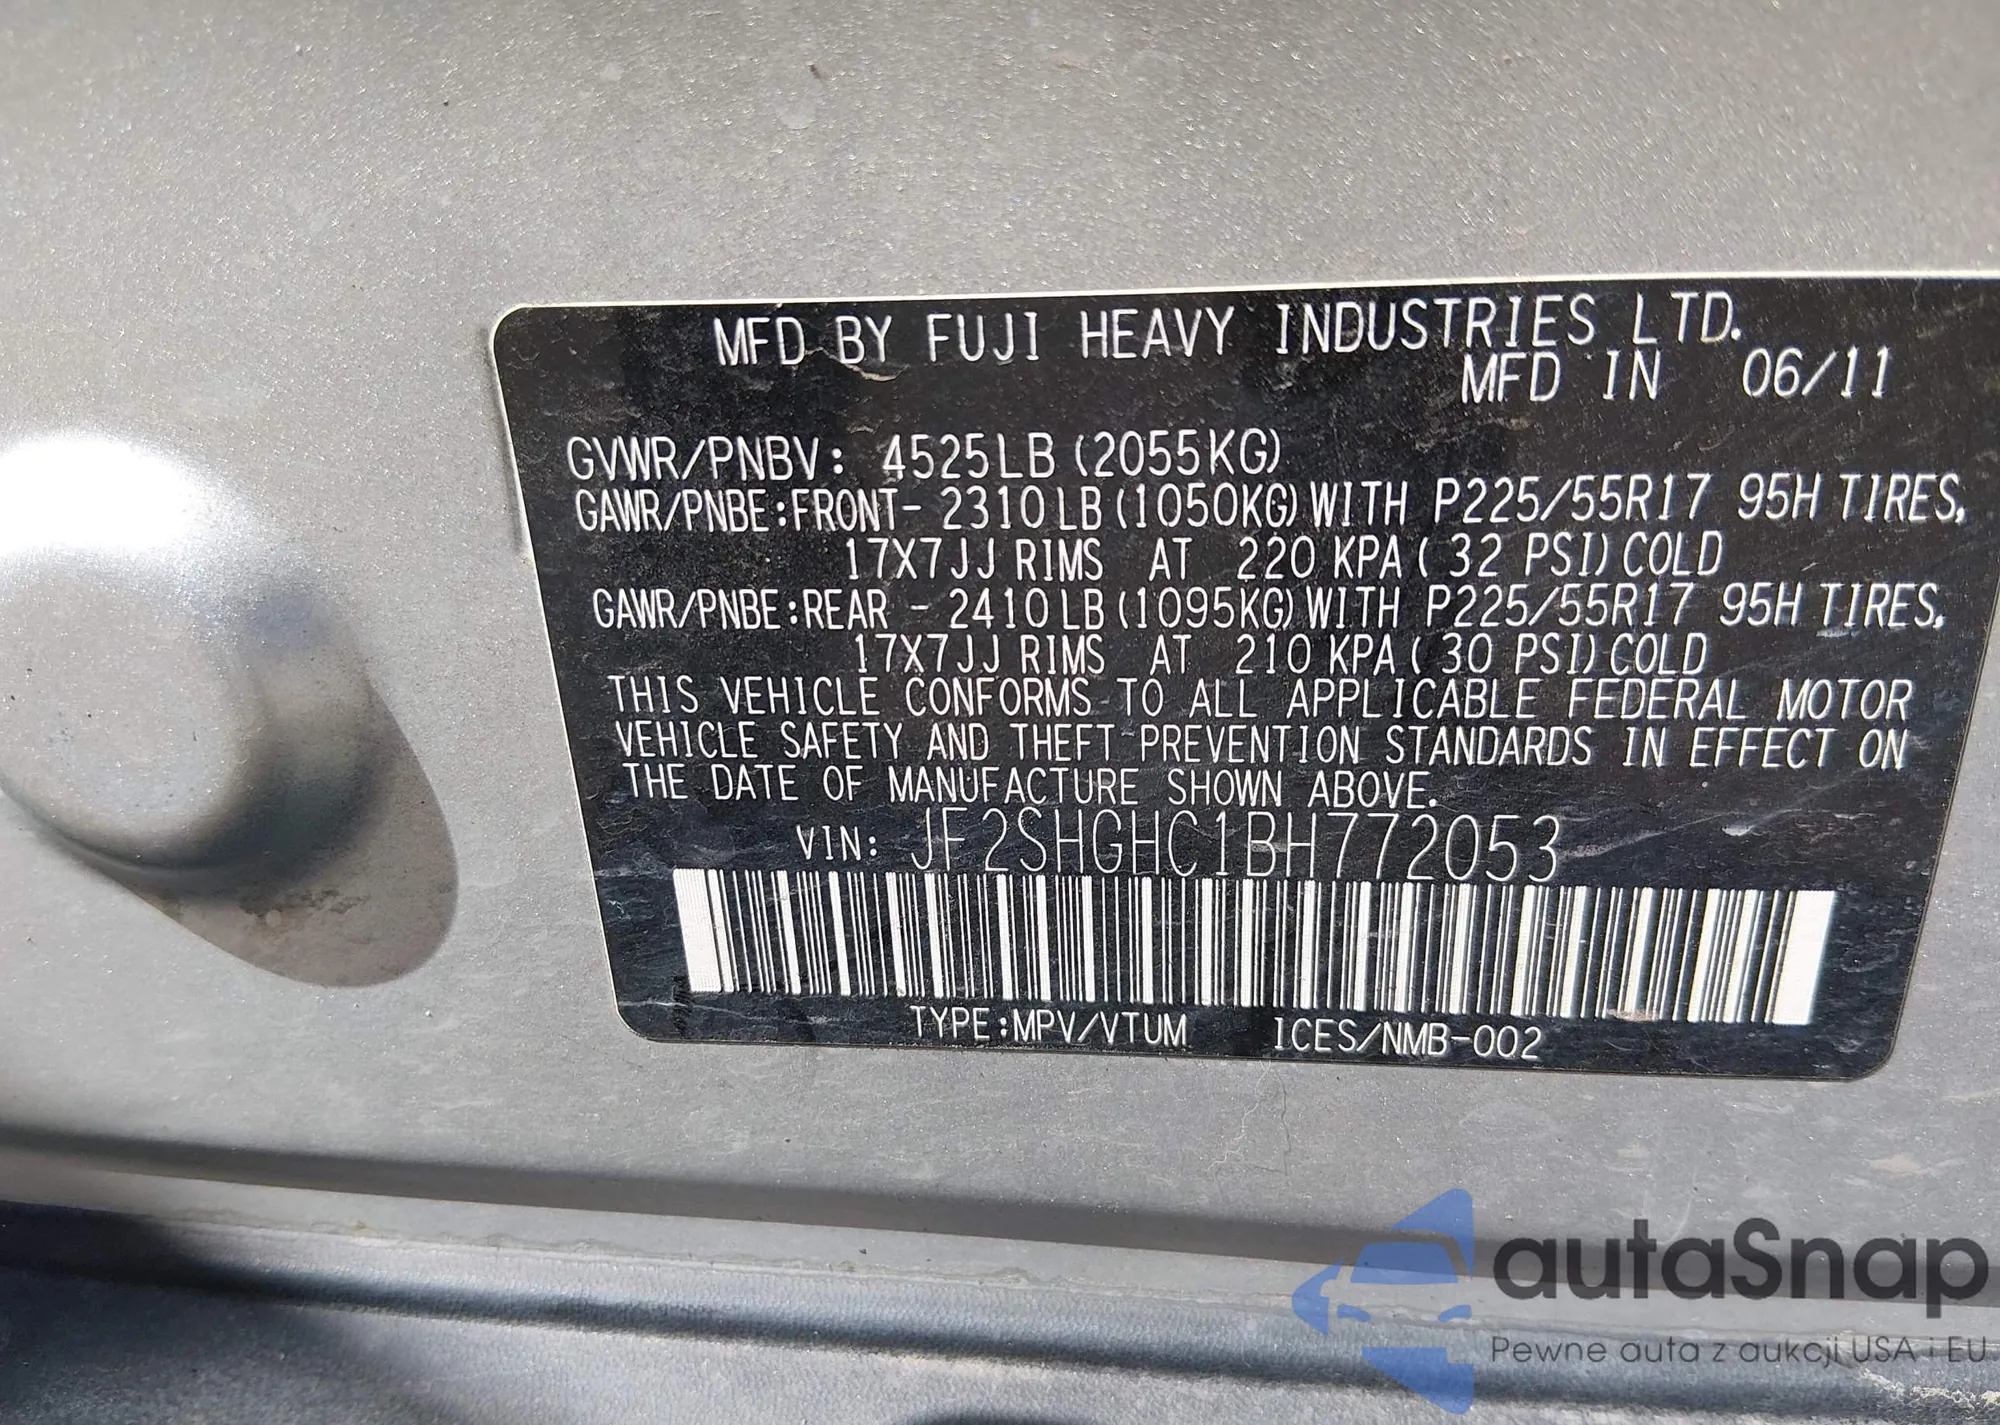 MFD BY FUJI HEAVY INDUSTRIES LTD.
MFD IN 06/11
GVWR/PNBV: 4525LB (2055KG)
GAWR/PNBE:FRONT- 2310LB (1050KG) WITH P225/55R17 95H TIRES,
17X7JJ RIMS AT 220 KPA ( 32 PSI) COLD
GAWR/PNBE:REAR - 2410LB (1095KG) WITH P225/55R17 95H TIRES,
17X7JJ RIMS AT 210 KPA ( 30 PSI) COLD
THIS VEHICLE CONFORMS TO ALL APPLICABLE FEDERAL MOTOR
VEHICLE SAFETY AND THEFT PREVENTION STANDARDS IN EFFECT ON
THE DATE OF MANUFACTURE SHOWN ABOVE.
VIN: JF2SHGHC1BH772053
TYPE:MPV/VTUM ICES/NMB-002
autaSnap
Pewne auta z aukcji USA i EU